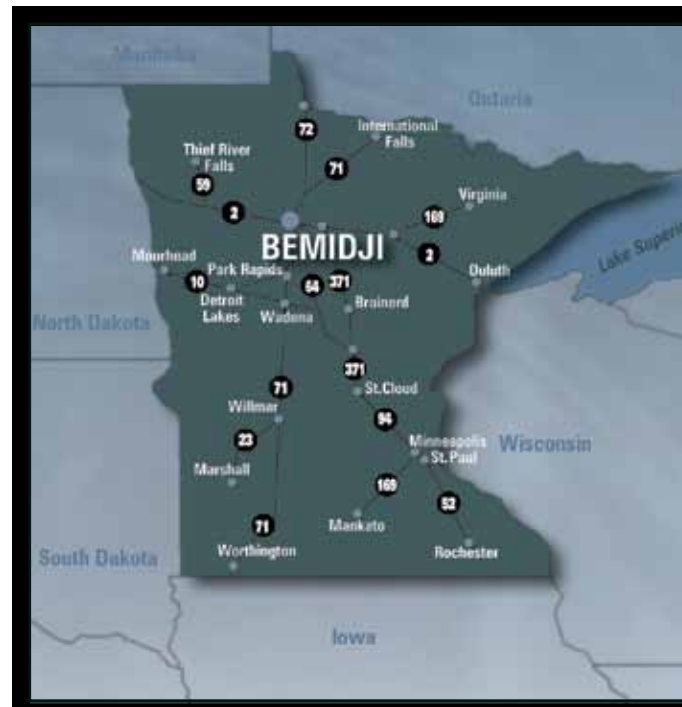 Manitoba
Ontario
72
International
Falls
Thief River
Falls
71
59
Virginia
2
169
BEMIDJI
2
Moorhead
Park Rapids
Duluth
Lake Superi
10
64
371
Detroit
Lakes
Wadena
Brainerd
North Dakota
371
71
St.Cloud
Willmar
94
23
Minneapolis
St. Paul
Wisconsin
Marshall
169
52
71
Mankato
Worthington
Rochester
South Dakota
Iowa